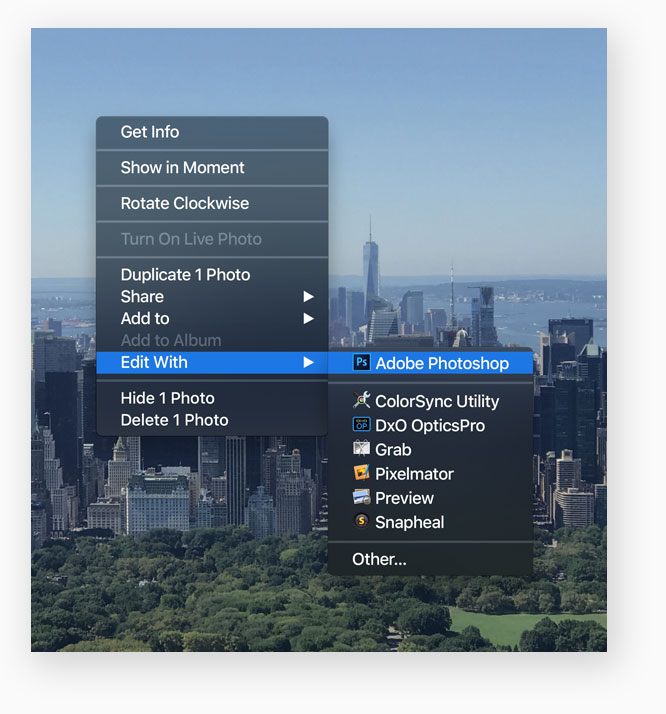 Get Info
Show in Moment
Rotate Clockwise
Turn On Live Photo
Duplicate 1 Photo
Share
Add to
Add to Album
Edit With
Hide 1 Photo
Delete 1 Photo
Ps Adobe Photoshop
ColorSync Utility
DxO OpticsPro
Grab
Pixelmator
Preview
S Snapheal
Other...